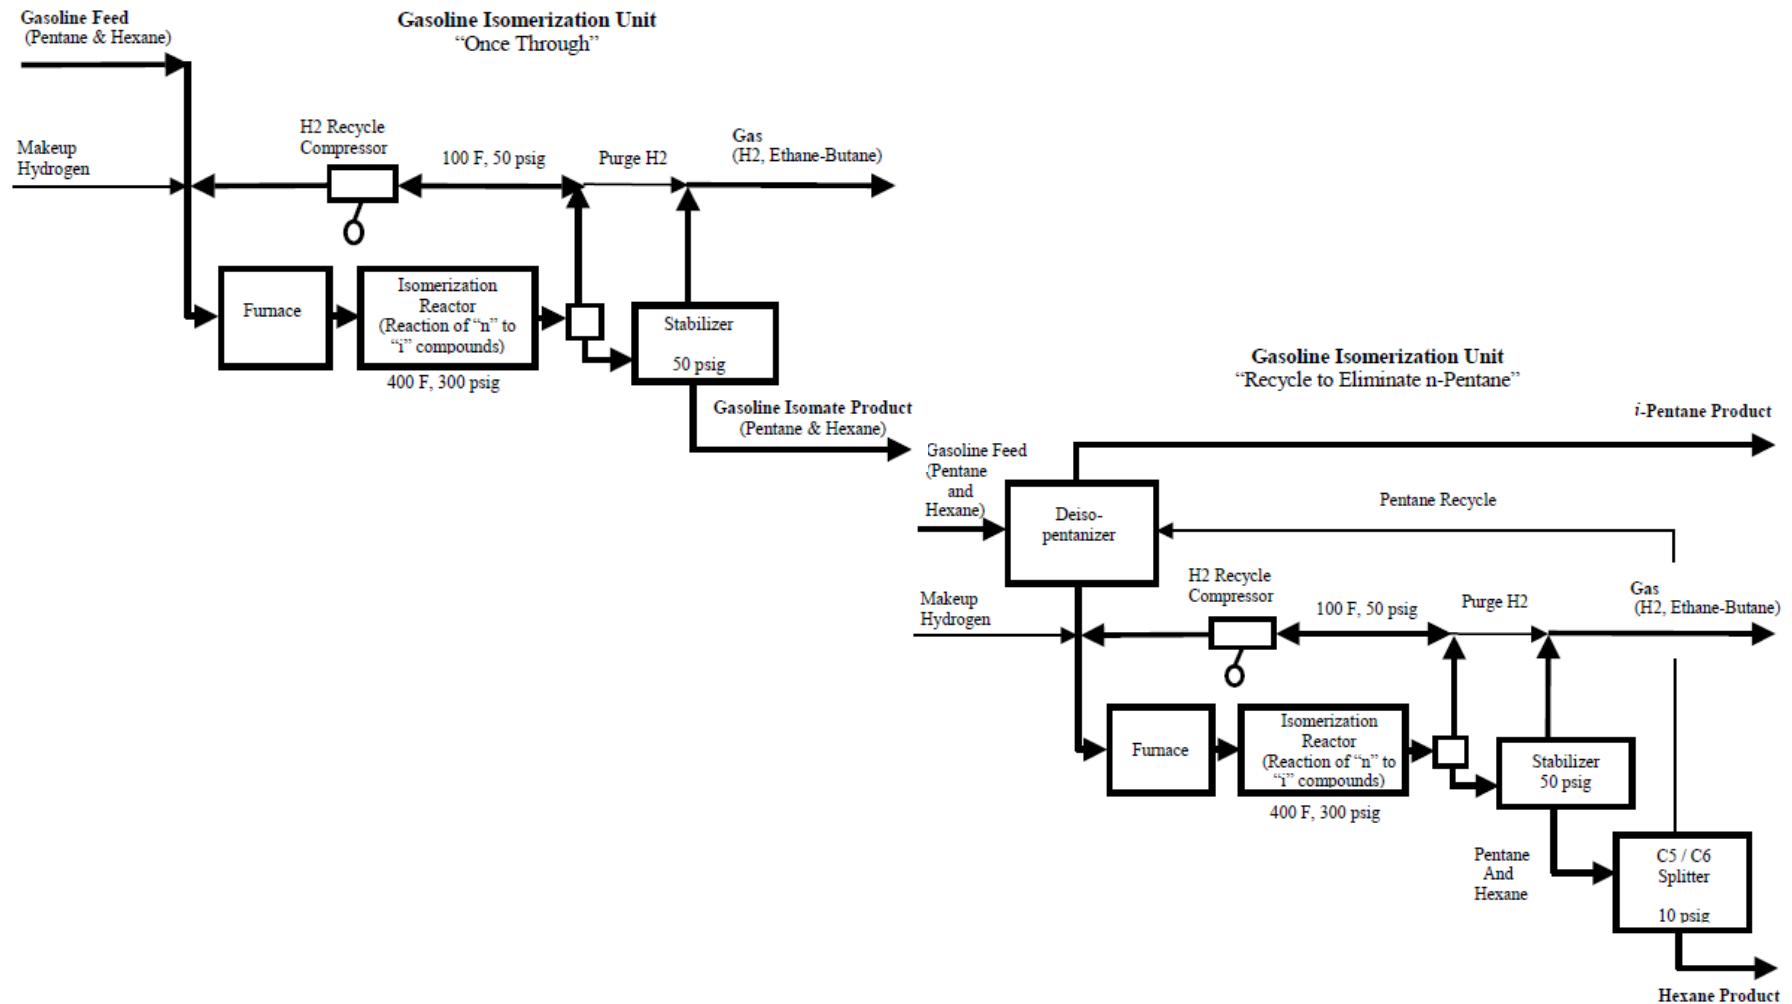 Gasoline Feed
(Pentane & Hexane)
Gasoline Isomerization Unit
“Once Through”
Makeup
Hydrogen
H2 Recycle
Compressor
100 F, 50 psig
Purge H2
Gas
(H2, Ethane-Butane)
Furnace
Isomerization
Reactor
(Reaction of “n” to
“i” compounds)
400 F, 300 psig
Stabilizer
50 psig
Gasoline Isomate Product
(Pentane & Hexane)
Gasoline Isomerization Unit
“Recycle to Eliminate n-Pentane”
i-Pentane Product
Gasoline Feed
(Pentane
and
Hexane)
Deiso-
pentanizer
Pentane Recycle
Makeup
Hydrogen
H2 Recycle
Compressor
100 F, 50 psig
Purge H2
Gas
(H2, Ethane-Butane)
Furnace
Isomerization
Reactor
(Reaction of “n” to
“i” compounds)
400 F, 300 psig
Stabilizer
50 psig
Pentane
And
Hexane
C5 / C6
Splitter
10 psig
Hexane Product